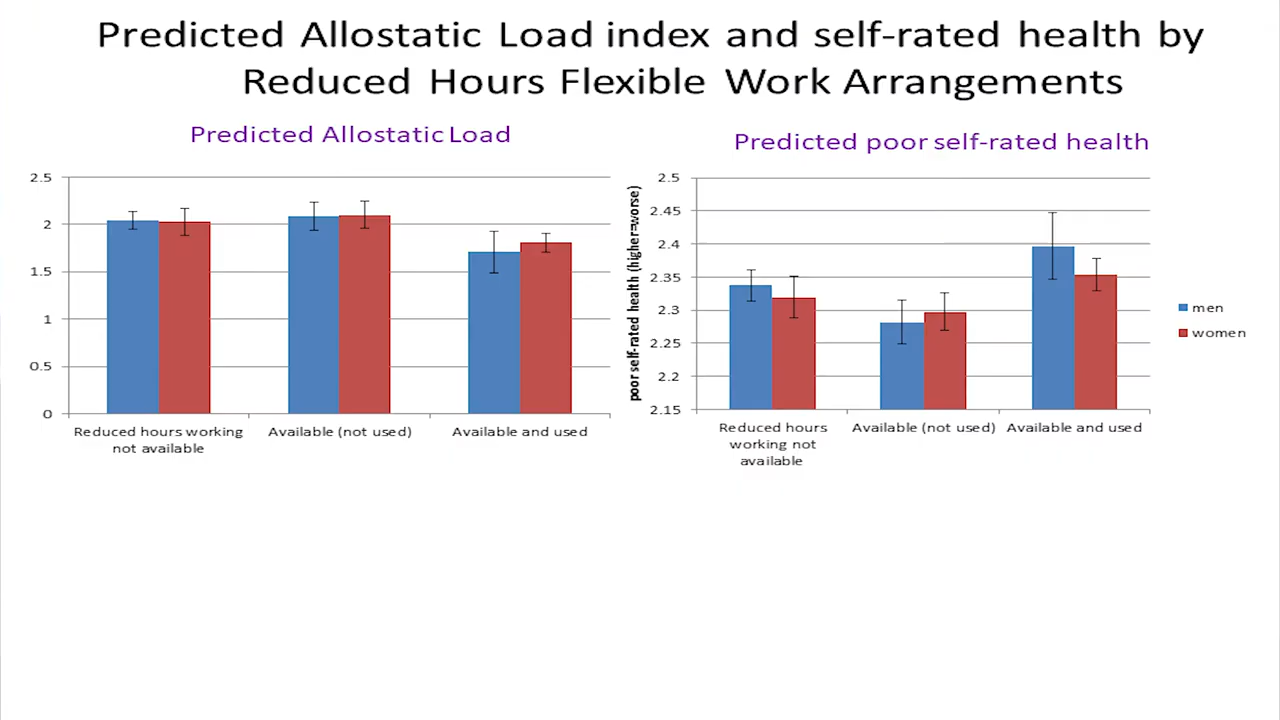 Predicted Allostatic Load index and self-rated health by
Reduced Hours Flexible Work Arrangements
Predicted Allostatic Load
2.5
2
1.5
1
0.5
0
Reduced hours working
not available
Available (not used)
Available and used
Predicted poor self-rated health
poor self-rated health (higher=worse)
2.5
2.45
2.4
2.35
2.3
2.25
2.2
2.15
Reduced hours
working not
available
Available (not used)
Available and used
men
women